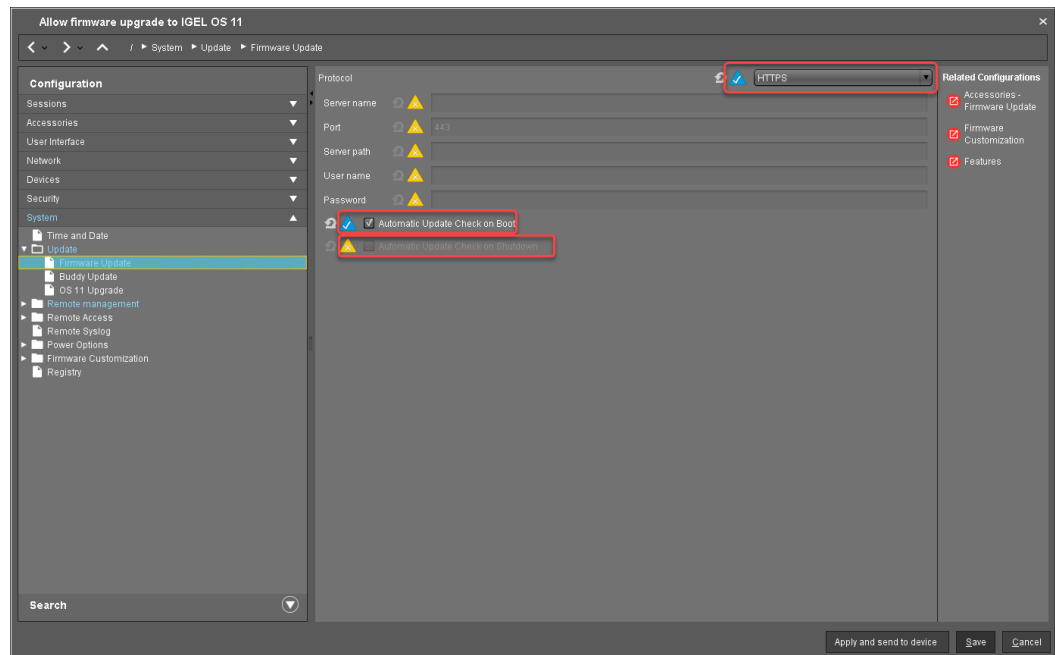 Allow firmware upgrade to IGEL OS 11
/ System Update Firmware Update
Configuration
Sessions
Accessories
User Interface
Network
Devices
Security
System
Time and Date
Update
Firmware Update
Buddy Update
OS 11 Upgrade
Remote management
Remote Access
Remote Syslog
Power Options
Firmware Customization
Registry
Search
Protocol
HTTPS
Server name
Port
443
Server path
User name
Password
Automatic Update Check on Boot
Automatic Update Check on Shutdown
Related Configurations
Accessories -
Firmware Update
Firmware
Customization
Features
Apply and send to device
Save
Cancel